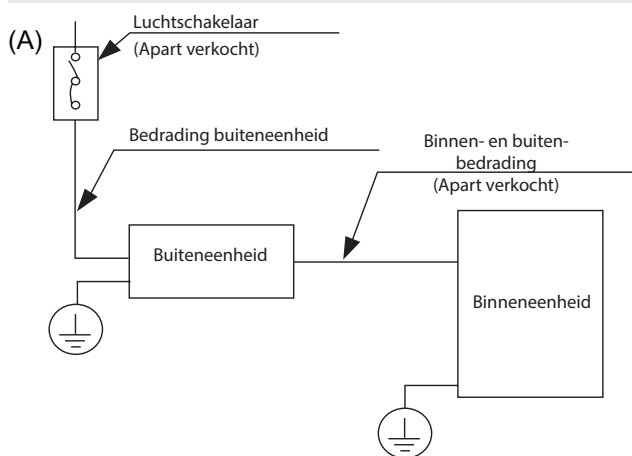 (A)
Luchtschakelaar
(Apart verkocht)
Bedrading buiteneenheid
Binnen- en buiten-
bedrading
(Apart verkocht)
Buiteneenheid
Binneneenheid